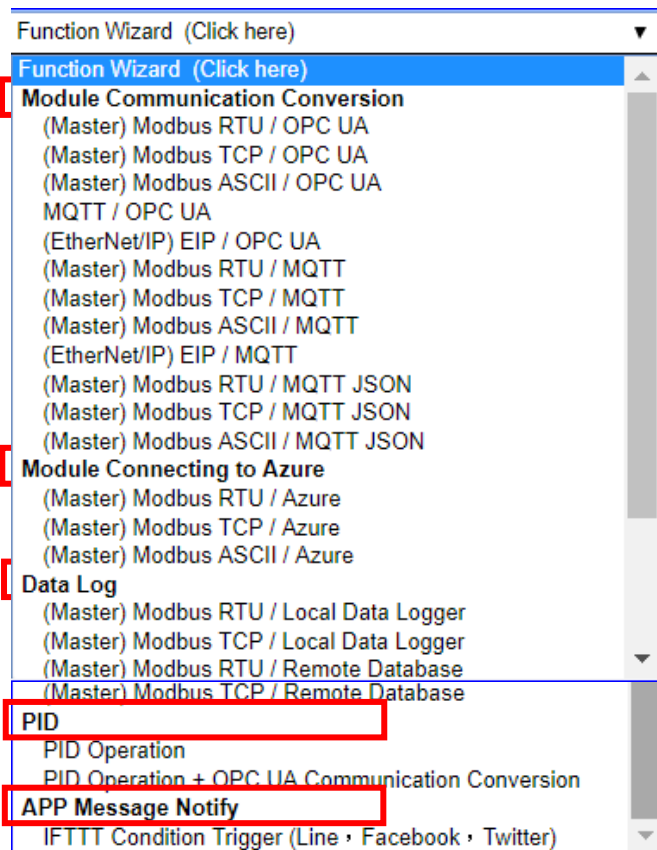 Function Wizard (Click here)
Function Wizard (Click here)
Module Communication Conversion
(Master) Modbus RTU / OPC UA
(Master) Modbus TCP / OPC UA
(Master) Modbus ASCII / OPC UA
MQTT / OPC UA
(EtherNet/IP) EIP / OPC UA
(Master) Modbus RTU / MQTT
(Master) Modbus TCP / MQTT
(Master) Modbus ASCII / MQTT
(EtherNet/IP) EIP / MQTT
(Master) Modbus RTU / MQTT JSON
(Master) Modbus TCP / MQTT JSON
(Master) Modbus ASCII / MQTT JSON
Module Connecting to Azure
(Master) Modbus RTU / Azure
(Master) Modbus TCP / Azure
(Master) Modbus ASCII / Azure
Data Log
(Master) Modbus RTU / Local Data Logger
(Master) Modbus TCP / Local Data Logger
(Master) Modbus RTU / Remote Database
(Master) Modbus TCP / Remote Database
PID
PID Operation
PID Operation + OPC UA Communication Conversion
APP Message Notify
IFTTT Condition Trigger (Line,Facebook,Twitter)